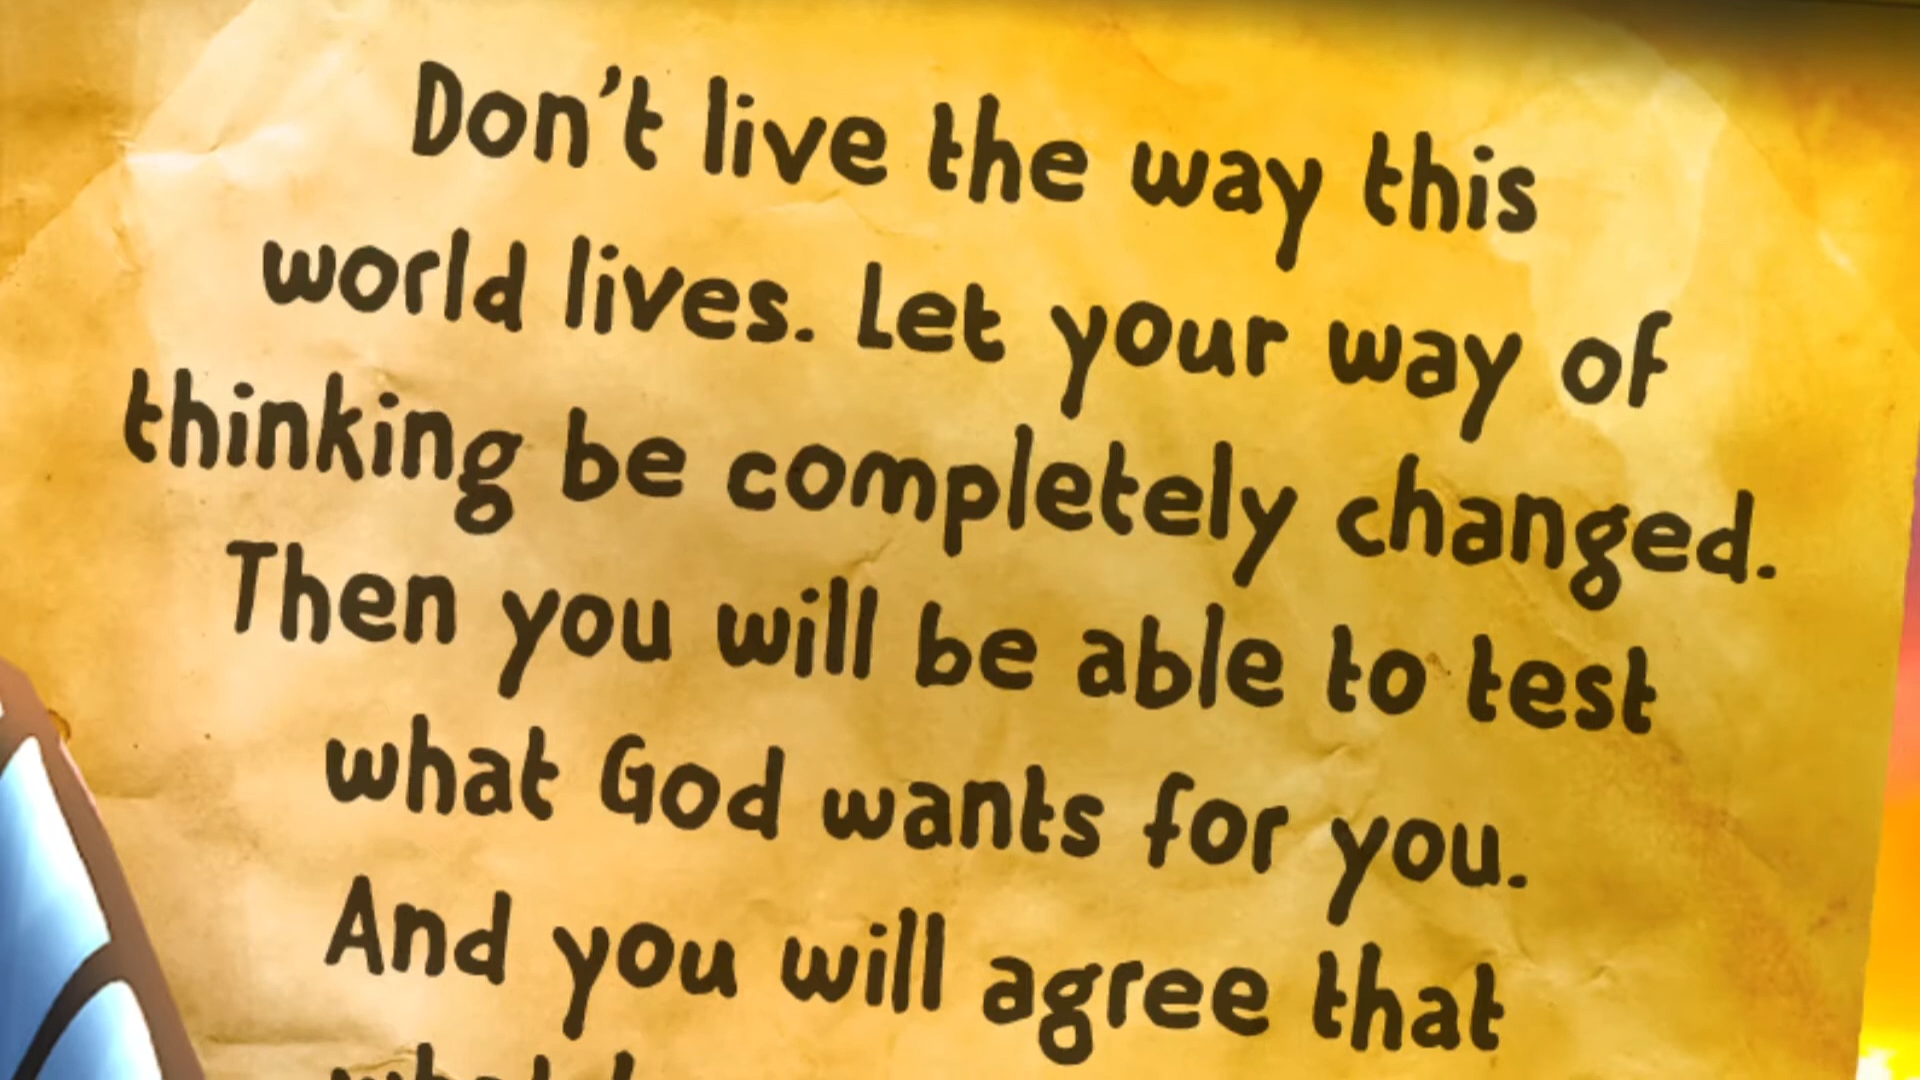 Don't live the way this
world lives. Let your way of
thinking be completely changed.
Then you will be able to test
what God wants for you.
And you will agree that